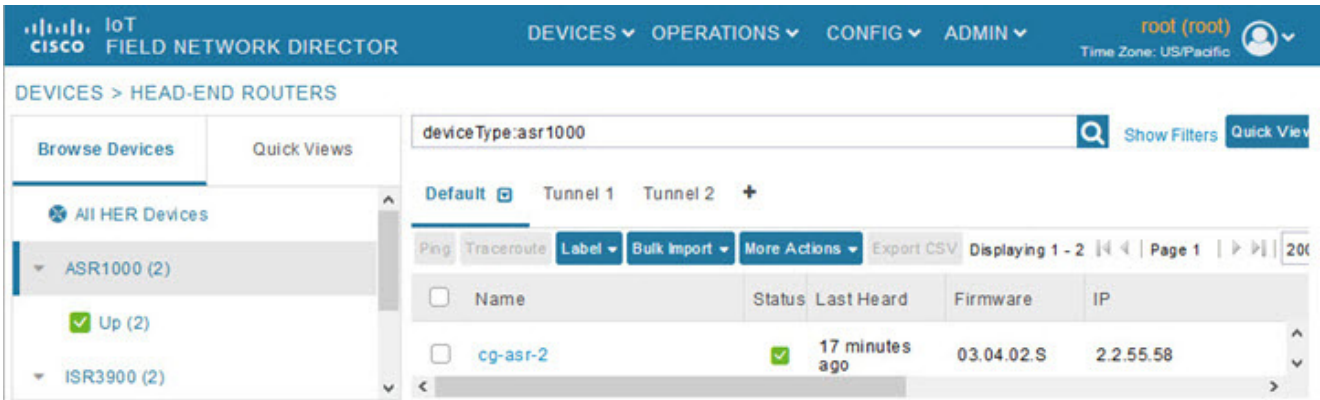 IoT
CISCO FIELD NETWORK DIRECTOR
DEVICES OPERATIONS CONFIG ADMIN
root (root)
Time Zone: US/Pacific
DEVICES > HEAD-END ROUTERS
Browse Devices Quick Views
All HER Devices
ASR1000 (2)
Up (2)
ISR3900 (2)
deviceType:asr1000
Show Filters Quick View
Default Tunnel 1 Tunnel 2 +
Ping Traceroute Label Bulk Import More Actions Export CSV Displaying 1 - 2 Page 1 200
Name Status Last Heard Firmware IP
cg-asr-2 17 minutes ago 03.04.02.S 2.2.55.58